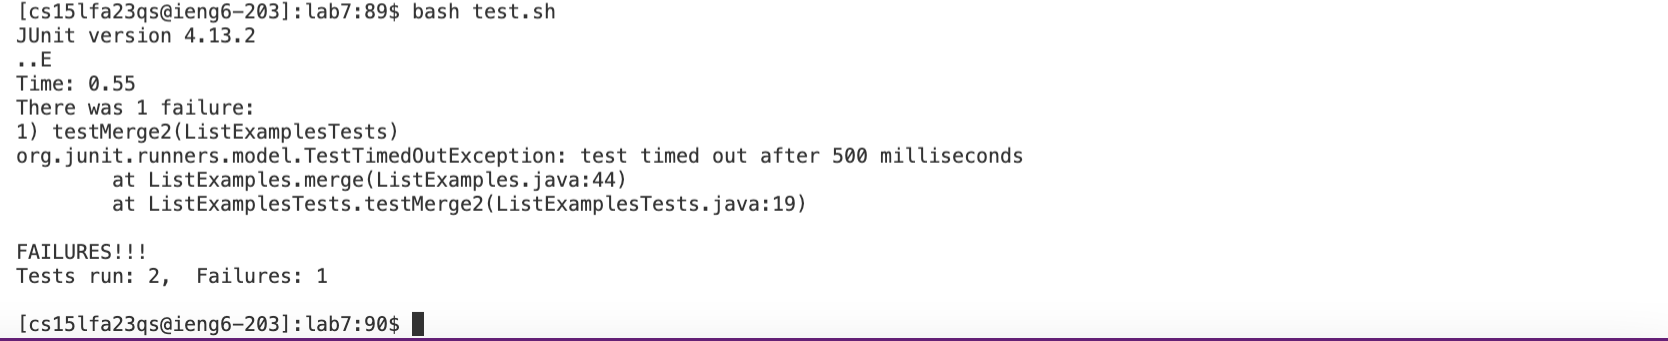 [cs15lfa23qs@ieng6-203]:lab7:89$ bash test.sh
JUnit version 4.13.2
..E
Time: 0.55
There was 1 failure:
1) testMerge2(ListExamplesTests)
org.junit.runners.model.TestTimedOutException: test timed out after 500 milliseconds
        at ListExamples.merge(ListExamples.java:44)
        at ListExamplesTests.testMerge2(ListExamplesTests.java:19)

FAILURES!!!
Tests run: 2,  Failures: 1

[cs15lfa23qs@ieng6-203]:lab7:90$